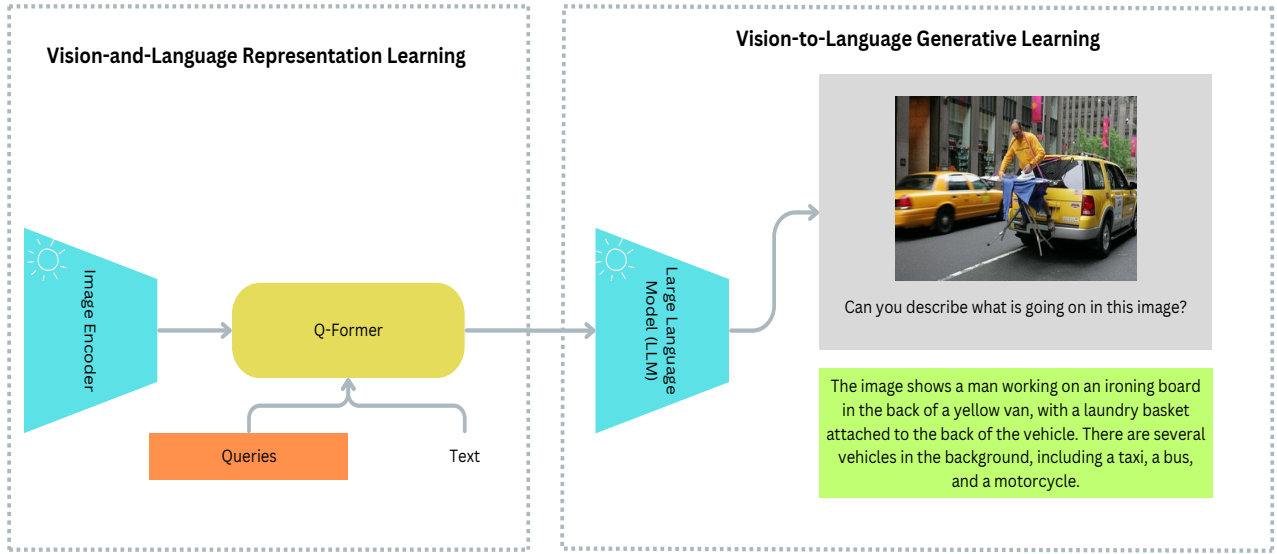 Vision-and-Language Representation Learning
Image Encoder
Q-Former
Queries
Text
Vision-to-Language Generative Learning
Large Language
Model (LLM)
Can you describe what is going on in this image?
The image shows a man working on an ironing board
in the back of a yellow van, with a laundry basket
attached to the back of the vehicle. There are several
vehicles in the background, including a taxi, a bus,
and a motorcycle.